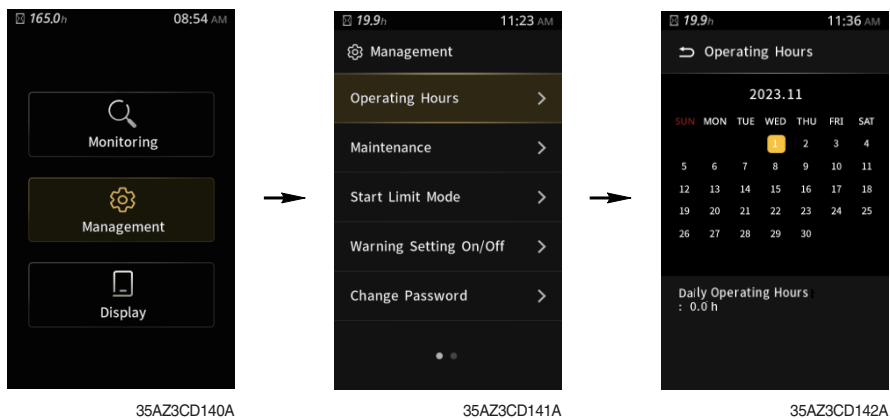 165.0h 08:54 AM
Monitoring
Management
Display
35AZ3CD140A
19.9h 11:23 AM
Management
Operating Hours
Maintenance
Start Limit Mode
Warning Setting On/Off
Change Password
35AZ3CD141A
19.9h 11:36 AM
Operating Hours
2023.11
SUN MON TUE WED THU FRI SAT
1 2 3 4
5 6 7 8 9 10 11
12 13 14 15 16 17 18
19 20 21 22 23 24 25
26 27 28 29 30
Daily Operating Hours
: 0.0 h
35AZ3CD142A